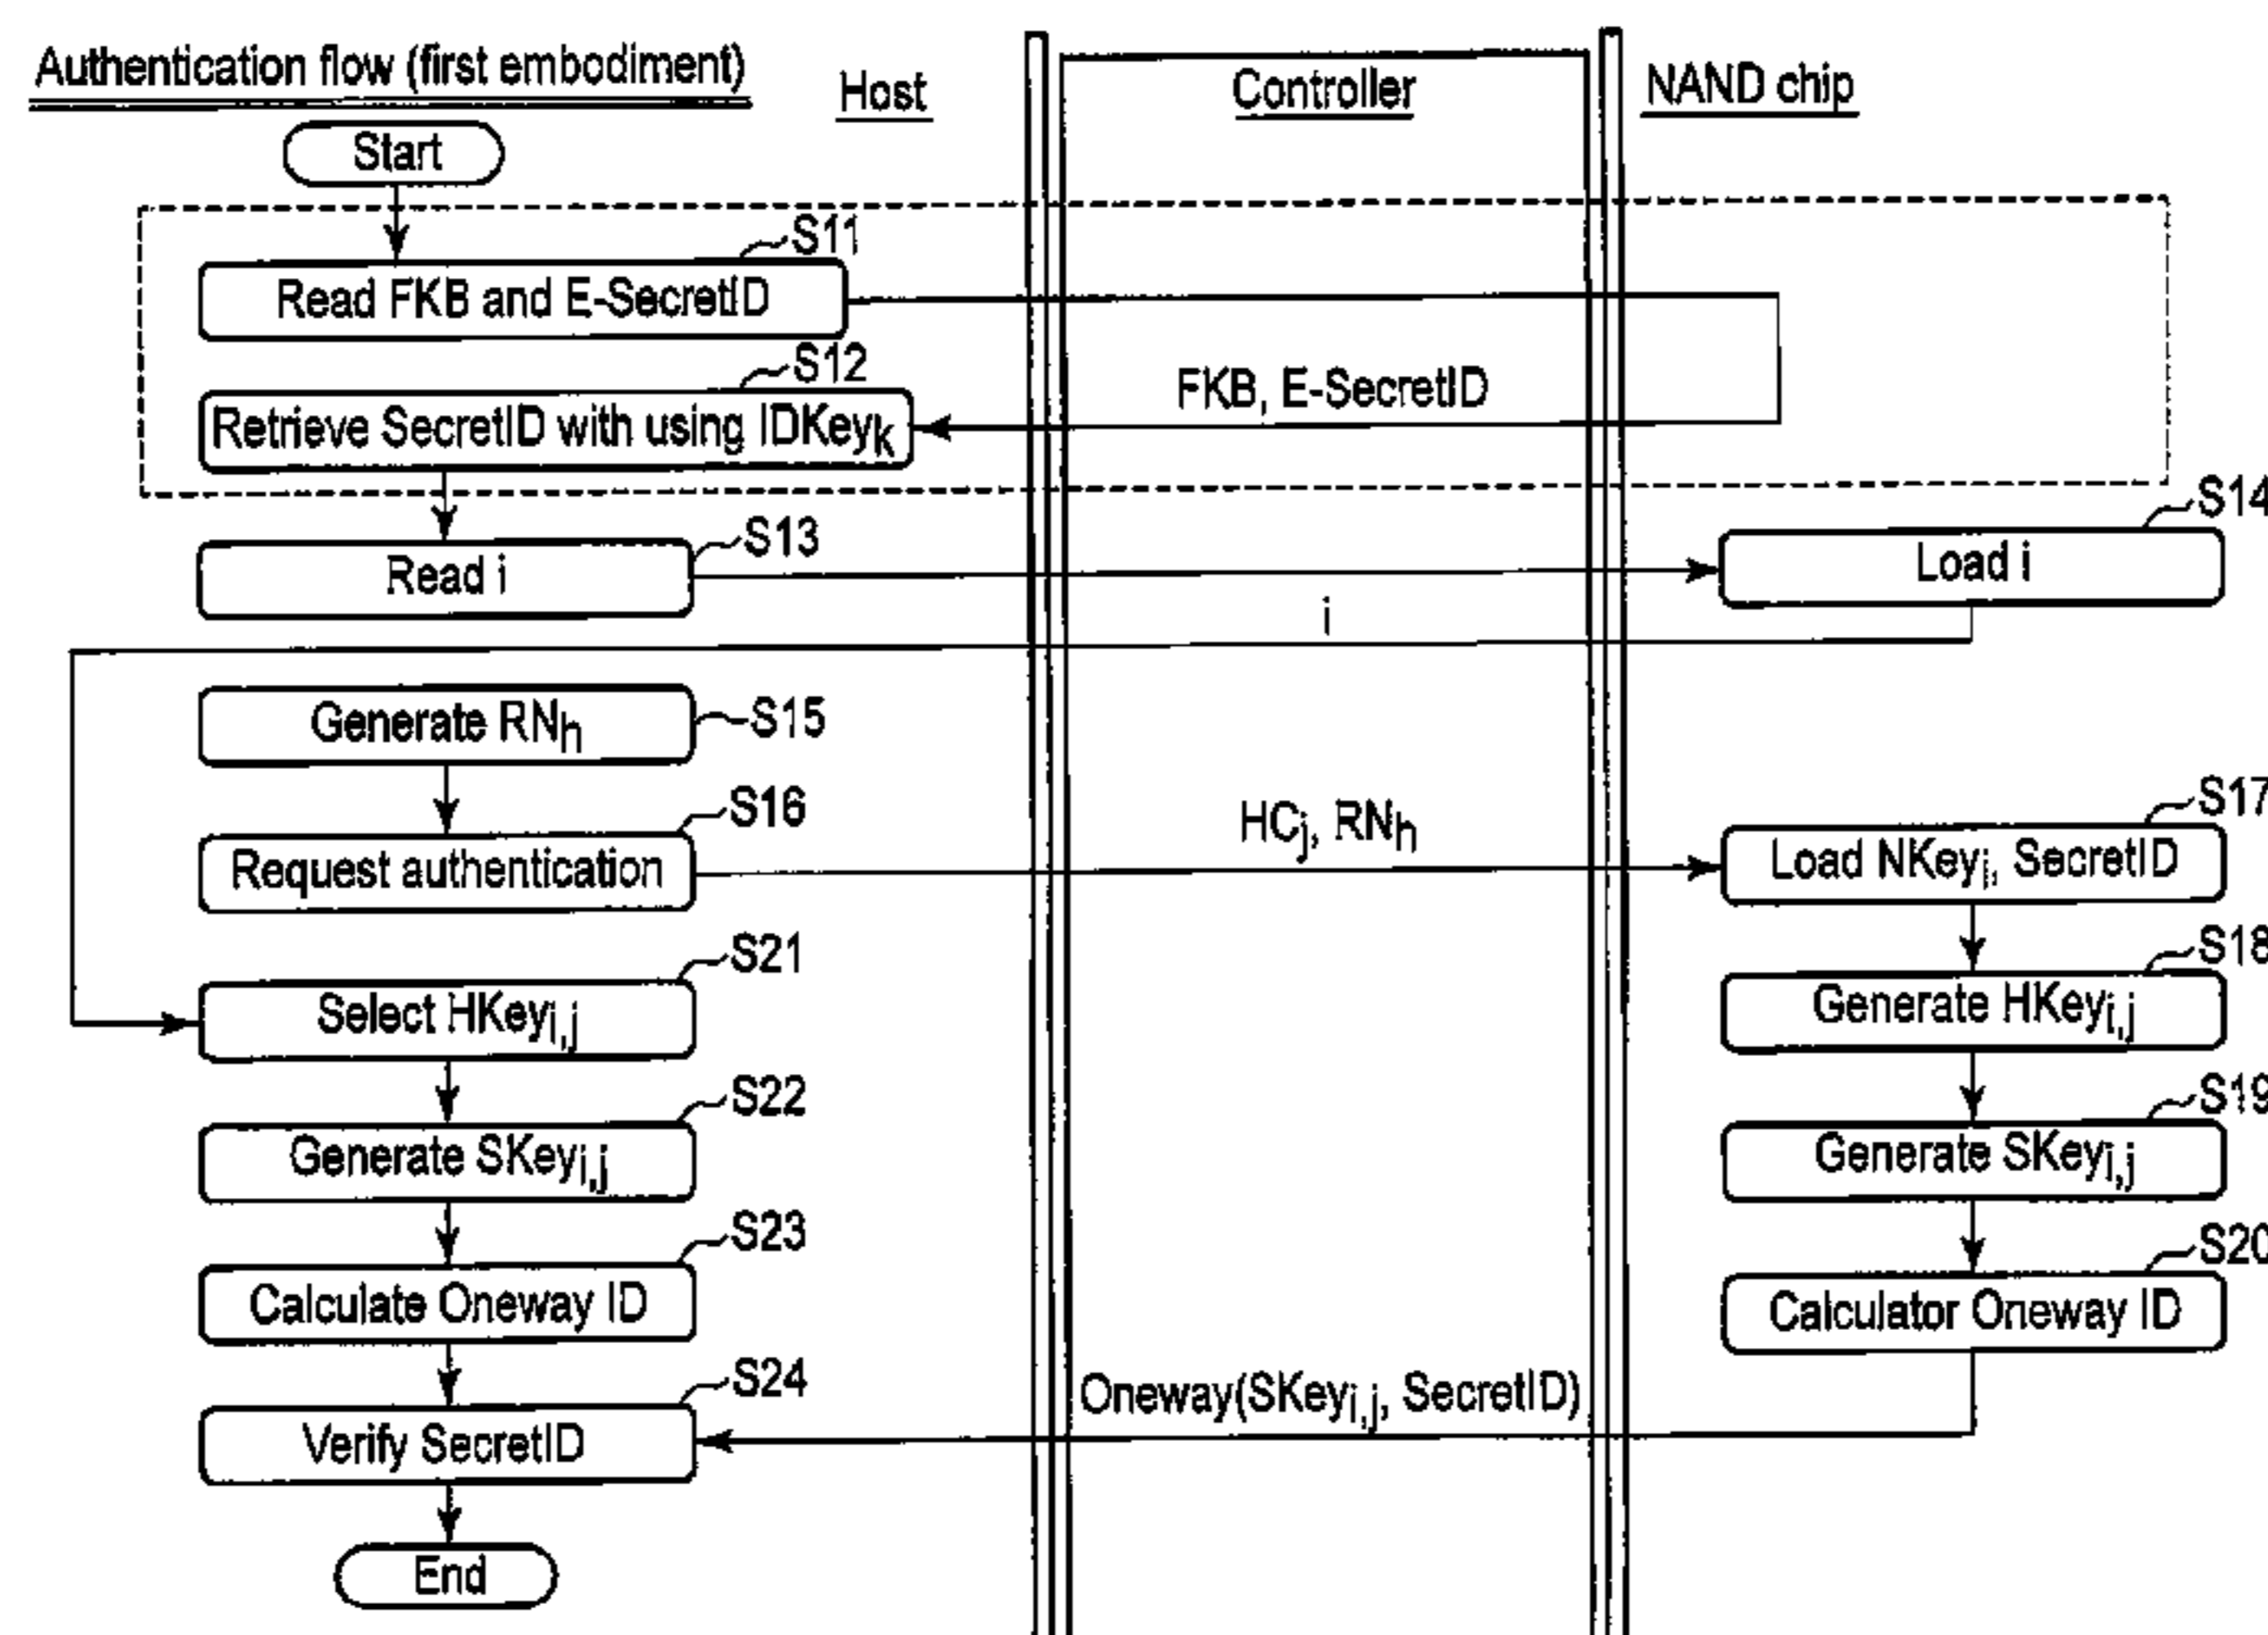 Authentication flow (first embodiment)
Host
Controller
NAND chip
Start
S11
Read FKB and E-SecretID
S12
FKB, E-SecretID
Retrieve SecretID with using IDKeyk
S13
S14
Read i
Load i
i
Generate RNh
S15
S16
HCj, RNh
S17
Request authentication
Load NKeyi, SecretID
S21
S18
Select HKeyi,j
Generate HKeyi,j
S22
S19
Generate SKeyi,j
Generate SKeyi,j
S23
S20
Calculate Oneway ID
Calculator Oneway ID
S24
Oneway(SKeyi,j, SecretID)
Verify SecretID
End